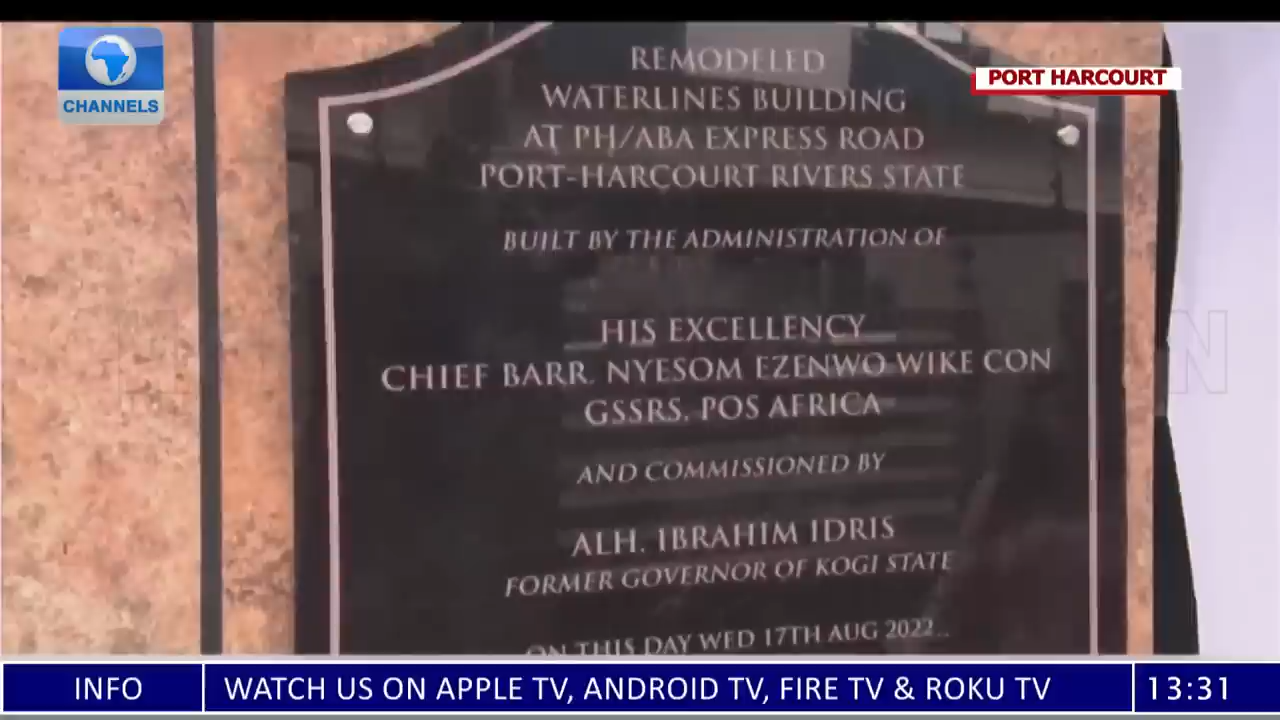 CHANNELS
PORT HARCOURT
REMODELED
WATERLINES BUILDING
AT PH/ABA EXPRESS ROAD
PORT-HARCOURT RIVERS STATE
BUILT BY THE ADMINISTRATION OF
HIS EXCELLENCY
CHIEF BARR. NYESOM EZENWO WIKE CON
GSSRS, POS AFRICA
AND COMMISSIONED BY
ALH. IBRAHIM IDRIS
FORMER GOVERNOR OF KOGI STATE
ON THIS DAY WED 17TH AUG 2022..
INFO
WATCH US ON APPLE TV, ANDROID TV, FIRE TV & ROKU TV
13:31